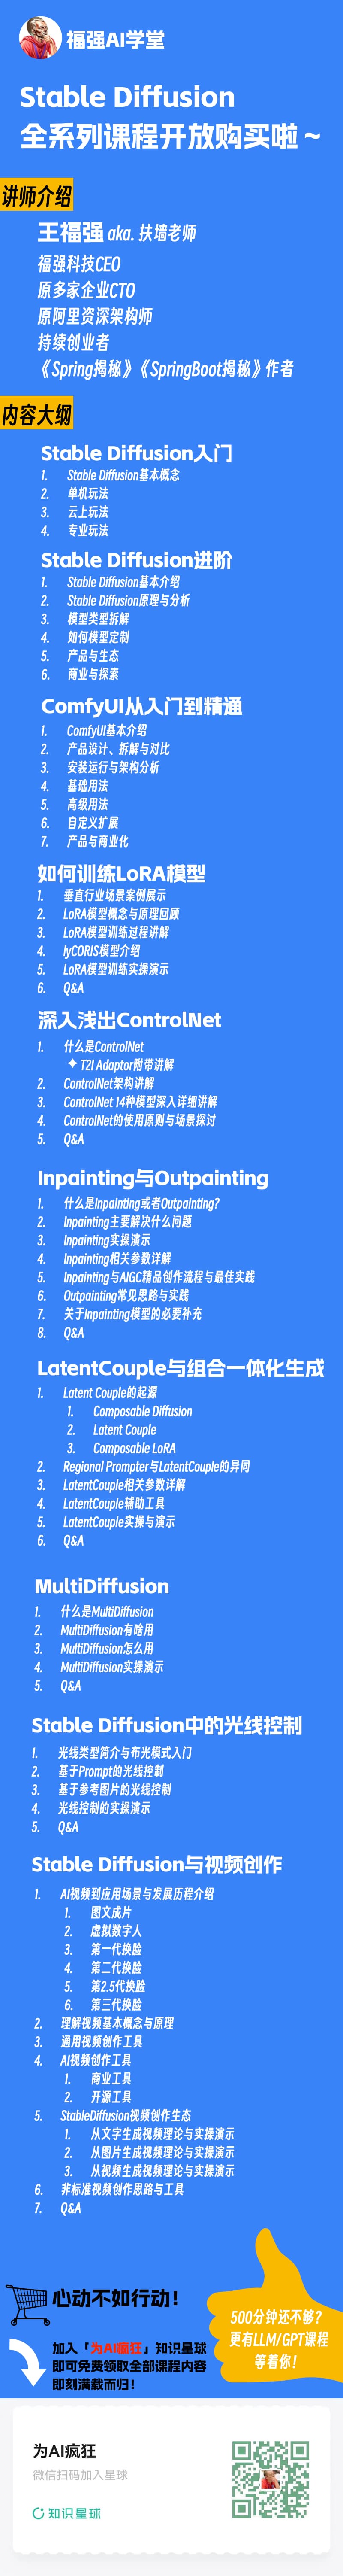 福强AI学堂
Stable Diffusion
全系列课程开放购买啦～
讲师介绍
王福强 aka. 扶墙老师
福强科技CEO
原多家企业CTO
原阿里资深架构师
持续创业者
《Spring揭秘》《SpringBoot揭秘》作者
内容大纲
Stable Diffusion入门
1. Stable Diffusion基本概念
2. 单机玩法
3. 云上玩法
4. 专业玩法
Stable Diffusion进阶
1. Stable Diffusion基本介绍
2. Stable Diffusion原理与分析
3. 模型类型拆解
4. 如何模型定制
5. 产品与生态
6. 商业与探索
ComfyUI从入门到精通
1. ComfyUI基本介绍
2. 产品设计、拆解与对比
3. 安装运行与架构分析
4. 基础用法
5. 高级用法
6. 自定义扩展
7. 产品与商业化
如何训练LoRA模型
1. 垂直行业场景案例展示
2. LoRA模型概念与原理回顾
3. LoRA模型训练过程讲解
4. lyCORIS模型介绍
5. LoRA模型训练实操演示
6. Q&A
深入浅出ControlNet
1. 什么是ControlNet
✦ T2I Adaptor附带讲解
2. ControlNet架构讲解
3. ControlNet 14种模型深入详细讲解
4. ControlNet的使用原则与场景探讨
5. Q&A
Inpainting与Outpainting
1. 什么是Inpainting或者Outpainting?
2. Inpainting主要解决什么问题
3. Inpainting实操演示
4. Inpainting相关参数详解
5. Inpainting与AIGC精品创作流程与最佳实践
6. Outpainting常见思路与实践
7. 关于Inpainting模型的必要补充
8. Q&A
LatentCouple与组合一体化生成
1. Latent Couple的起源
1. Composable Diffusion
2. Latent Couple
3. Composable LoRA
2. Regional Prompter与LatentCouple的异同
3. LatentCouple相关参数详解
4. LatentCouple辅助工具
5. LatentCouple实操与演示
6. Q&A
MultiDiffusion
1. 什么是MultiDiffusion
2. MultiDiffusion有啥用
3. MultiDiffusion怎么用
4. MultiDiffusion实操演示
5. Q&A
Stable Diffusion中的光线控制
1. 光线类型简介与布光模式入门
2. 基于Prompt的光线控制
3. 基于参考图片的光线控制
4. 光线控制的实操演示
5. Q&A
Stable Diffusion与视频创作
1. AI视频到应用场景与发展历程介绍
1. 图文成片
2. 虚拟数字人
3. 第一代换脸
4. 第二代换脸
5. 第2.5代换脸
6. 第三代换脸
2. 理解视频基本概念与原理
3. 通用视频创作工具
4. AI视频创作工具
1. 商业工具
2. 开源工具
5. StableDiffusion视频创作生态
1. 从文字生成视频理论与实操演示
2. 从图片生成视频理论与实操演示
3. 从视频生成视频理论与实操演示
6. 非标准视频创作思路与工具
7. Q&A
心动不如行动！
加入「为AI疯狂」知识星球
即可免费领取全部课程内容
即刻满载而归！
500分钟还不够？
更有LLM/GPT课程
等着你！
为AI疯狂
微信扫码加入星球
知识星球